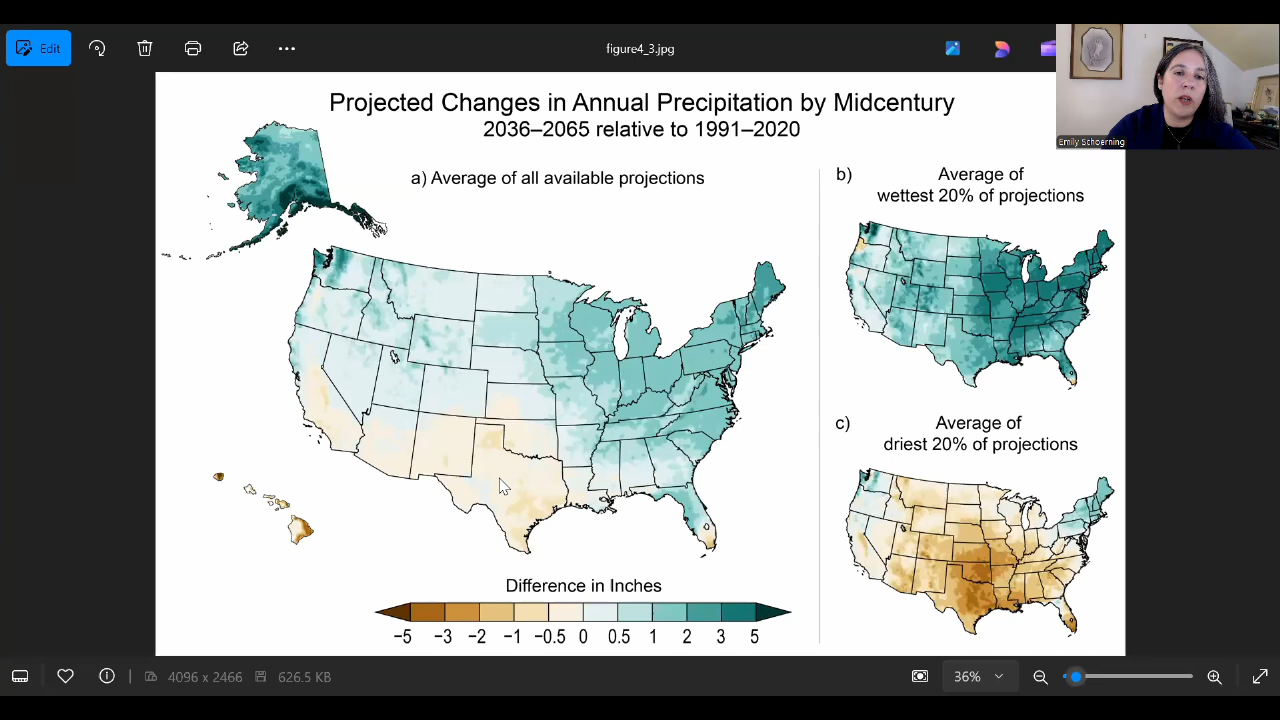 Edit
figure4_3.jpg
Emily Schoerning
Projected Changes in Annual Precipitation by Midcentury
2036–2065 relative to 1991–2020
a) Average of all available projections
b) Average of
wettest 20% of projections
c) Average of
driest 20% of projections
Difference in Inches
−5 −3 −2 −1 −0.5 0 0.5 1 2 3 5
4096 x 2466 626.5 KB 36%